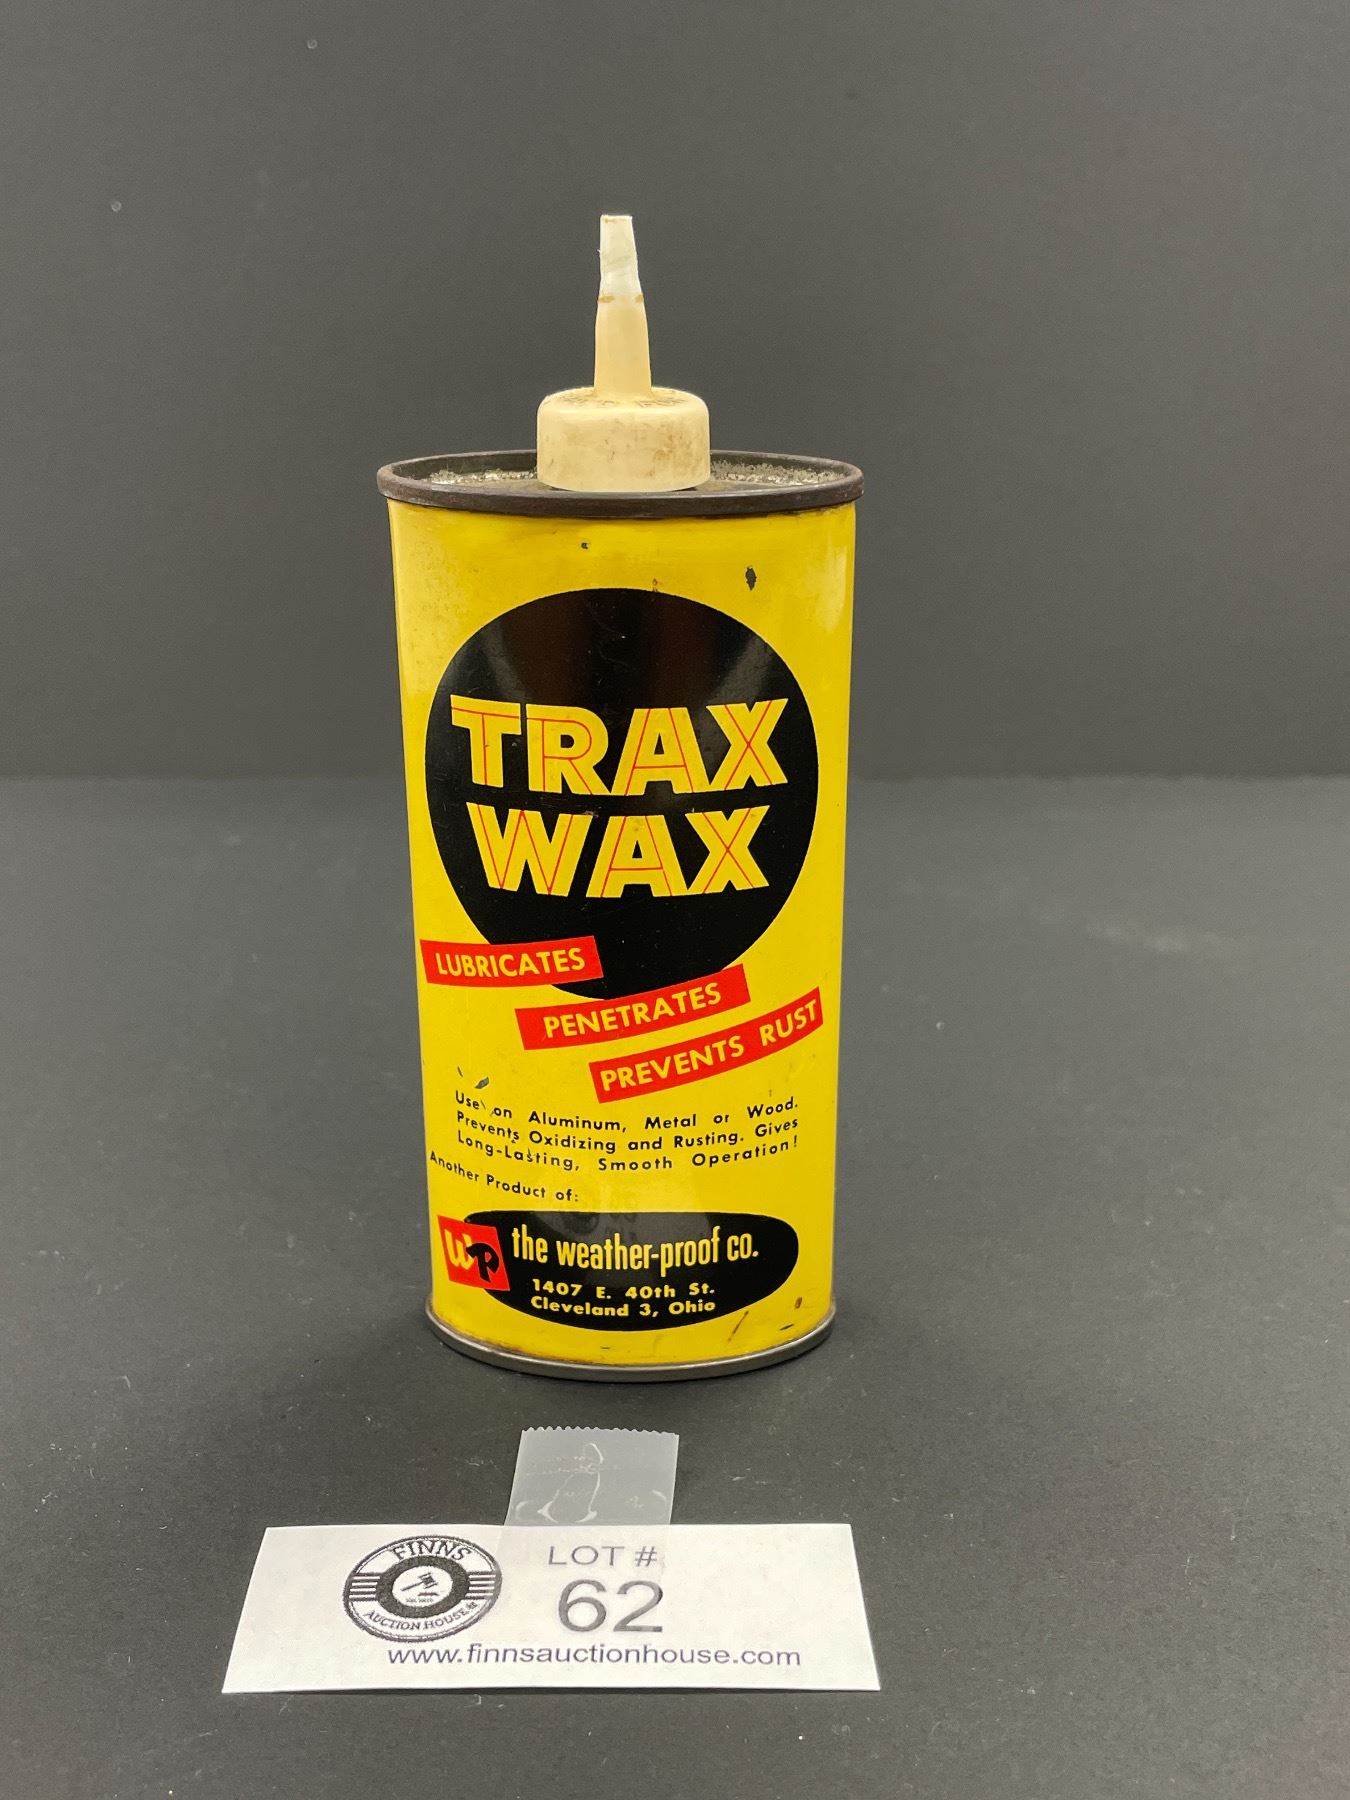 TRAX
WAX
LUBRICATES
PENETRATES
PREVENTS RUST
Use on Aluminum, Metal or Wood.
Prevents Oxidizing and Rusting. Gives
Long-Lasting, Smooth Operation!
Another Product of:
WP
the weather-proof co.
1407 E. 40th St.
Cleveland 3, Ohio
FINNS
AUCTION HOUSE
LOT #
62
www.finnsauctionhouse.com